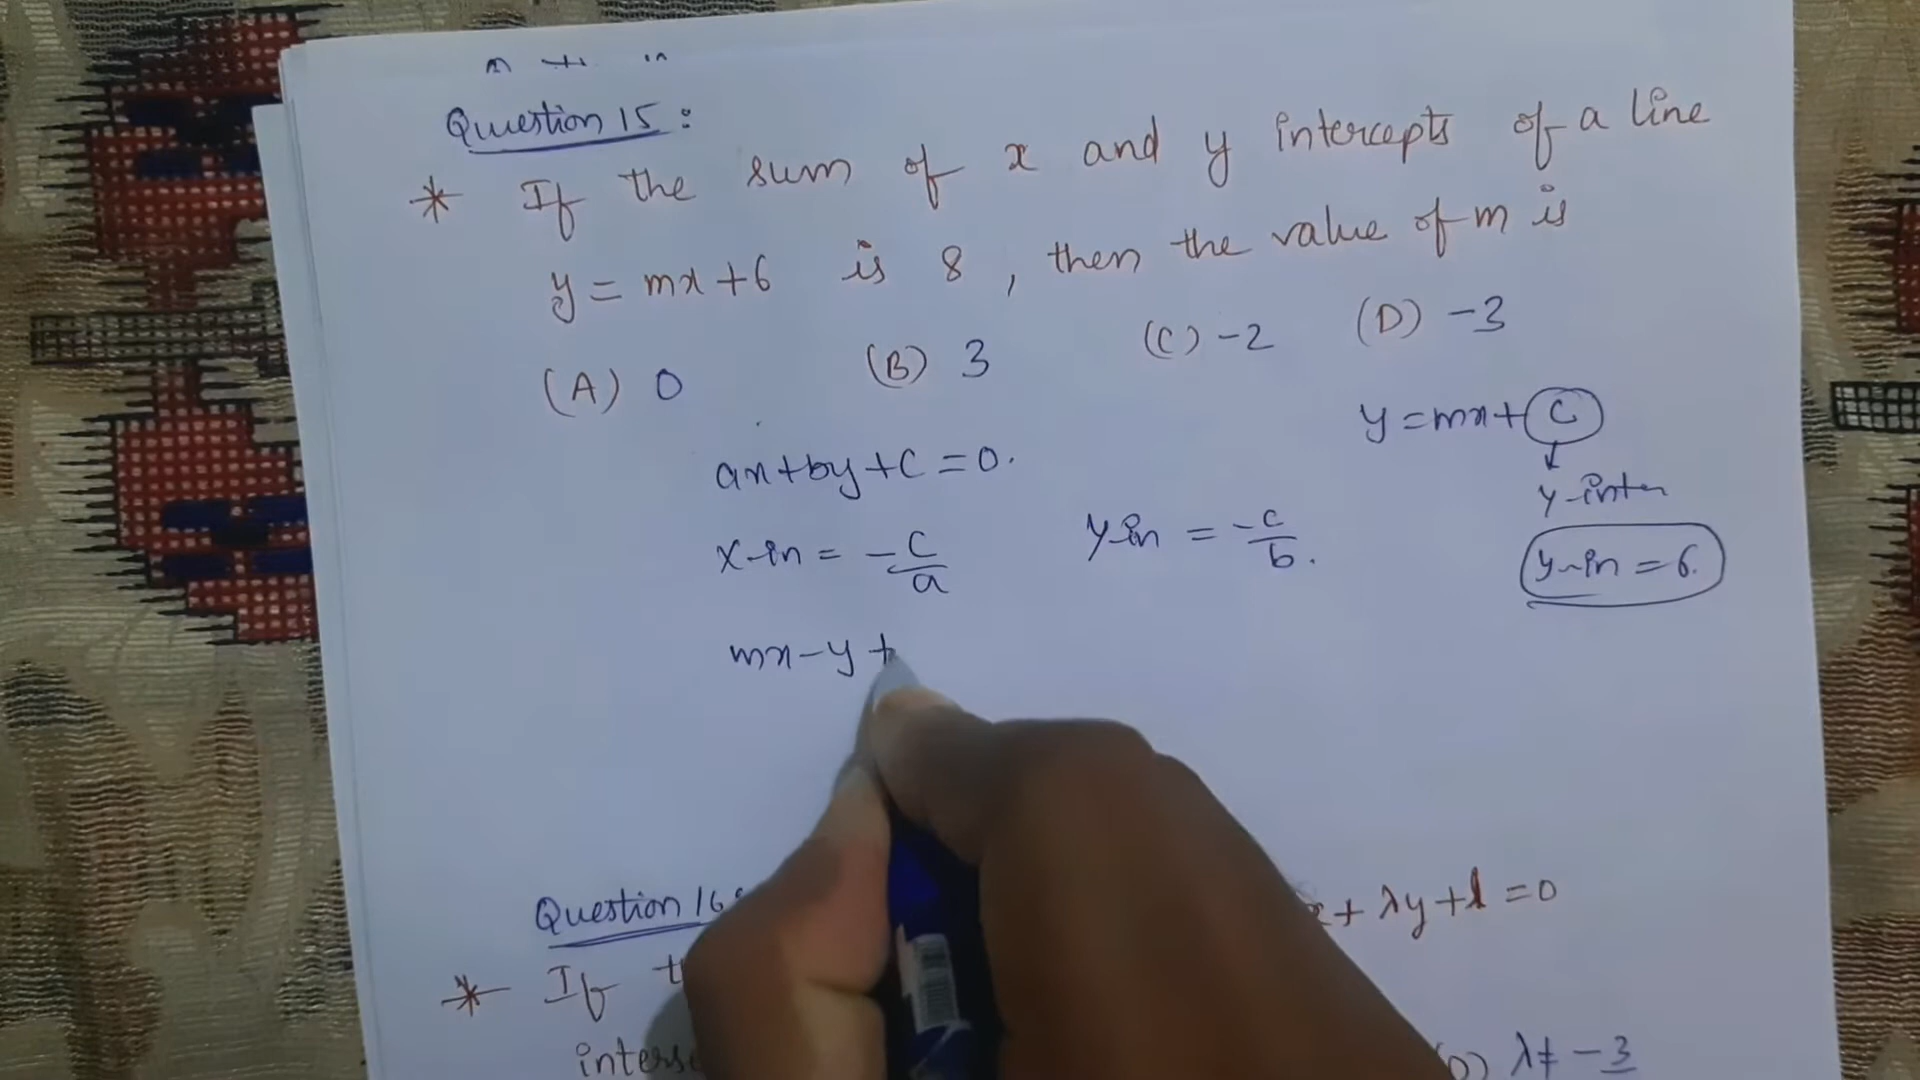 Question 15:
* If the sum of x and y intercepts of a line
y = mx + 6 is 8, then the value of m is
(A) 0 (B) 3 (C) -2 (D) -3
y = mx + c
ax + by + c = 0.
y-inter
x-in = -c/a y-in = -c/b.
y-in = 6.
mx - y +
Question 16
x + λy + 1 = 0
* If
λ ≠ -3